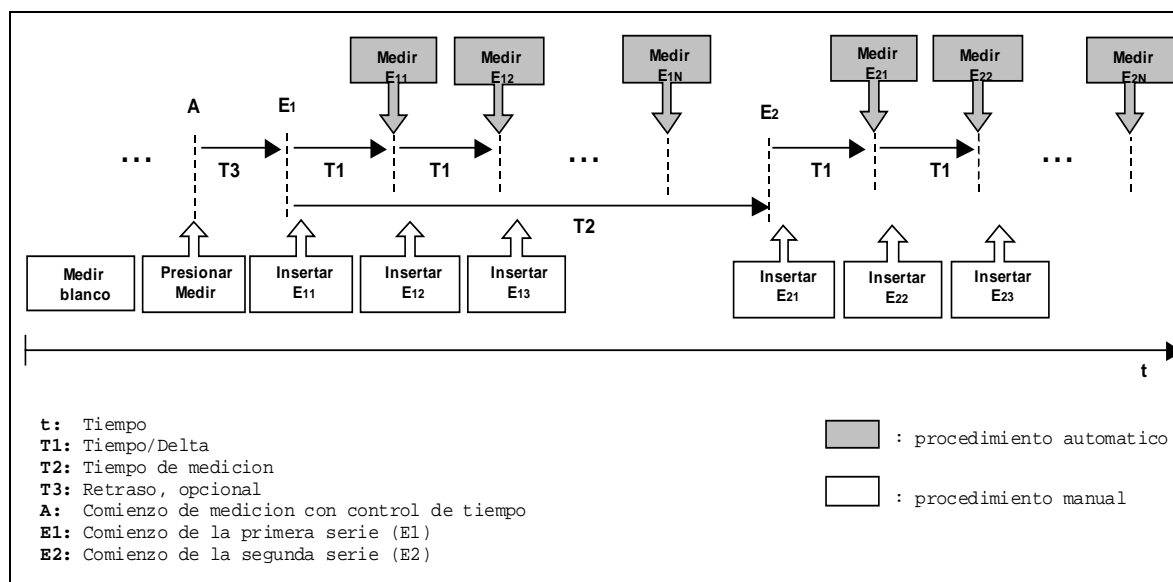 Medir E11
Medir E12
Medir E1N
Medir E21
Medir E22
Medir E2N
A
E1
E2
...
T3
T1
T1
...
T1
T1
...
T2
Medir blanco
Presionar Medir
Insertar E11
Insertar E12
Insertar E13
Insertar E21
Insertar E22
Insertar E23
t
t: Tiempo
T1: Tiempo/Delta
T2: Tiempo de medicion
T3: Retraso, opcional
A: Comienzo de medicion con control de tiempo
E1: Comienzo de la primera serie (E1)
E2: Comienzo de la segunda serie (E2)
: procedimiento automatico
: procedimiento manual